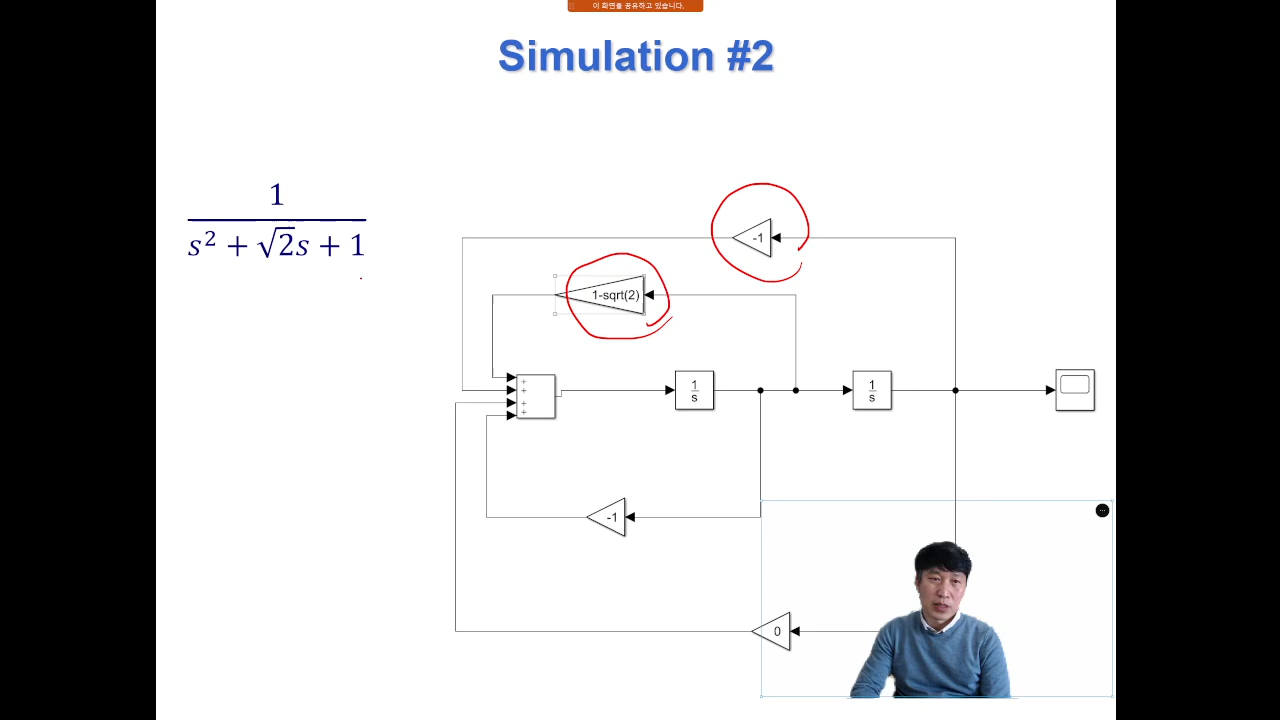 이 화면을 공유하고 있습니다.
Simulation #2
1
s² + √2s + 1
-1
1-sqrt(2)
+
+
+
+
1
s
1
s
-1
0